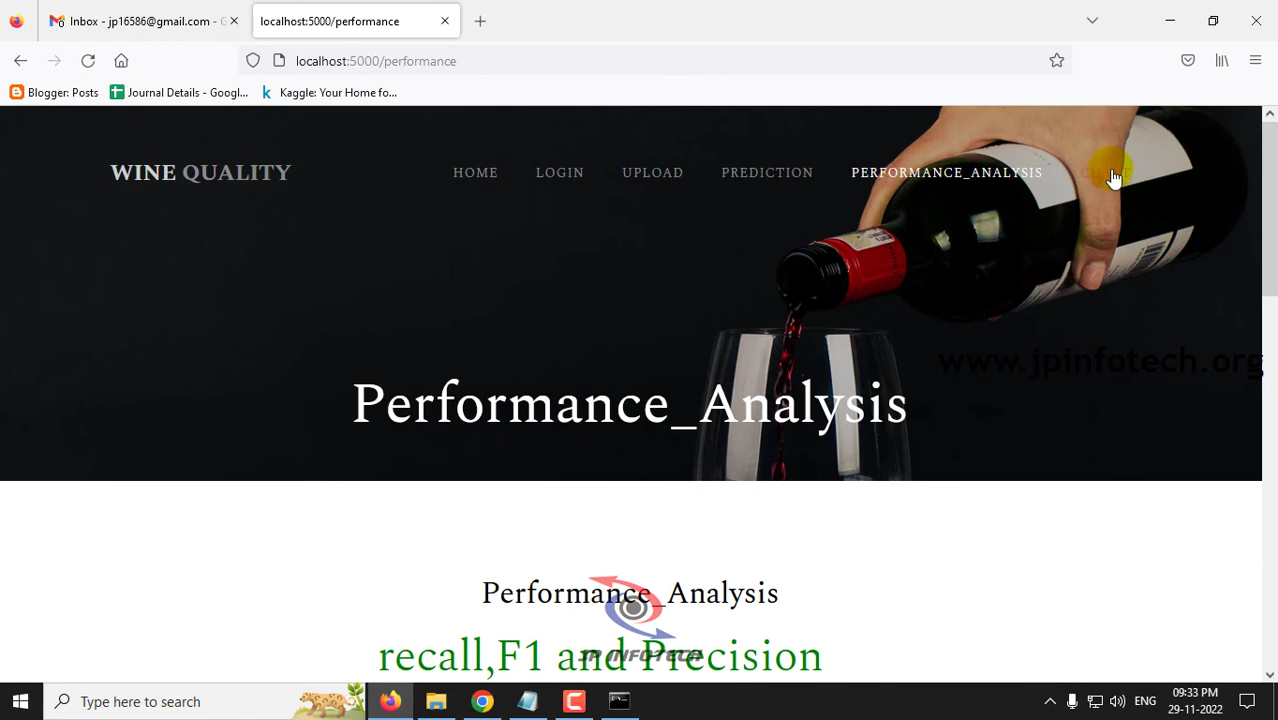 Inbox - jp16586@gmail.com - G
localhost:5000/performance
localhost:5000/performance
Blogger: Posts
Journal Details - Googl...
Kaggle: Your Home fo...
WINE QUALITY
HOME
LOGIN
UPLOAD
PREDICTION
PERFORMANCE_ANALYSIS
www.jpinfotech.org
Performance_Analysis
Performance_Analysis
recall,F1 and Precision
JP INFOTECH
Type here to search
ENG
09:33 PM
29-11-2022